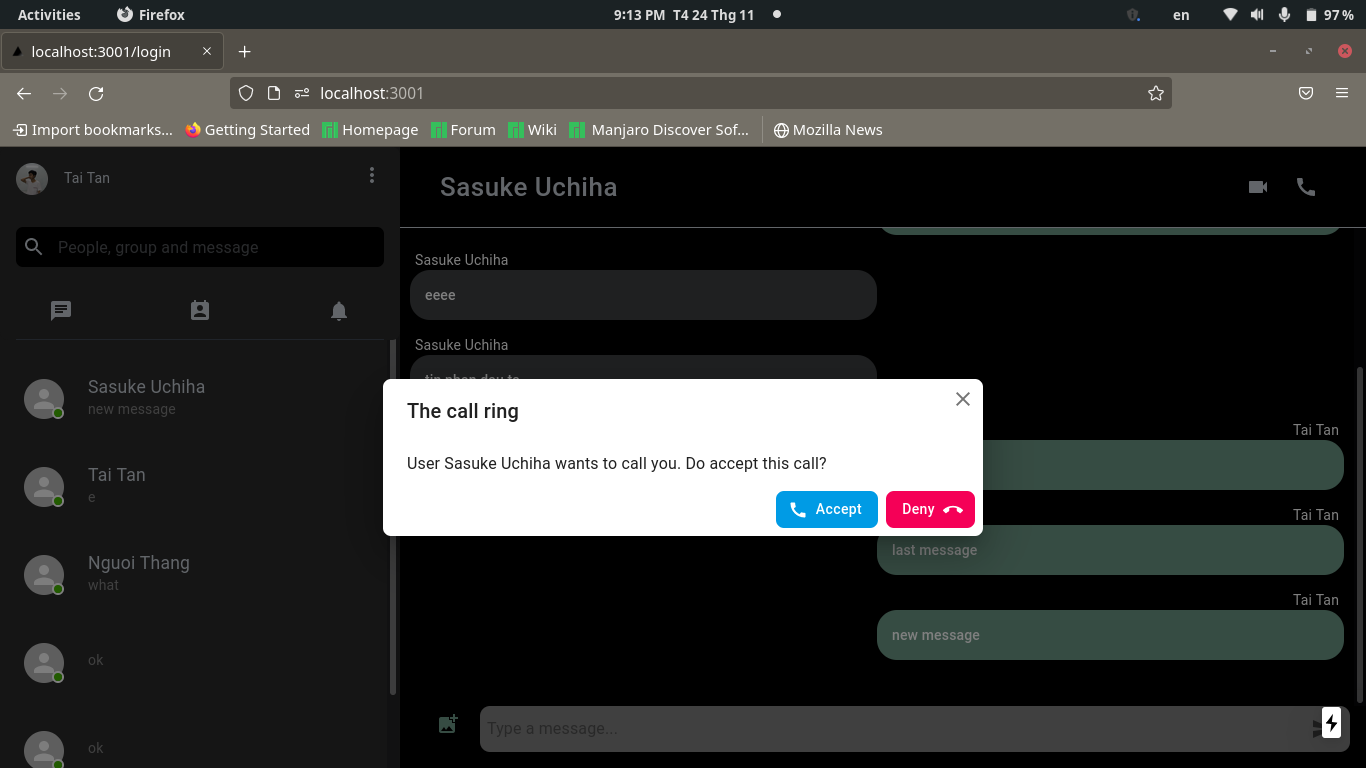 Activities Firefox 9:13 PM T4 24 Thg 11 en 97 %
localhost:3001/login
localhost:3001
Import bookmarks... Getting Started Homepage Forum Wiki Manjaro Discover Sof... Mozilla News
Tai Tan
Sasuke Uchiha
People, group and message
Sasuke Uchiha
eeee
Sasuke Uchiha
Sasuke Uchiha
new message
Tai Tan
e
Nguoi Thang
what
ok
ok
The call ring
User Sasuke Uchiha wants to call you. Do accept this call?
Accept Deny
Tai Tan
Tai Tan
last message
Tai Tan
new message
Type a message...